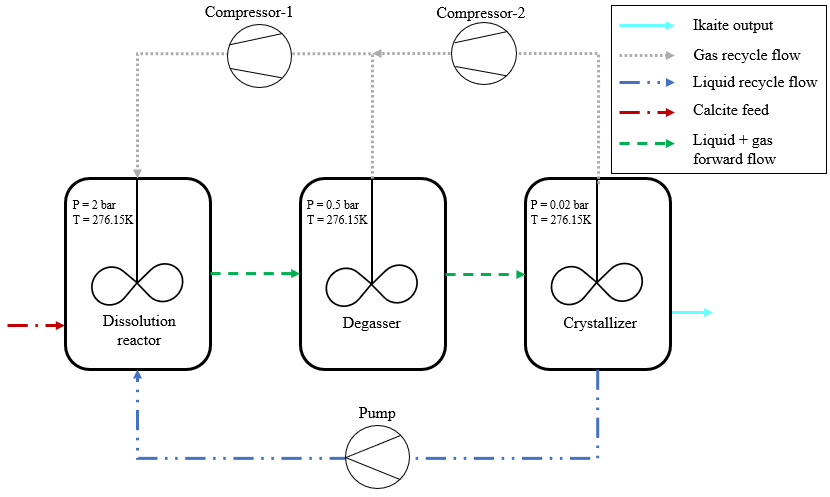 Compressor-1
Compressor-2
Ikaite output
Gas recycle flow
Liquid recycle flow
Calcite feed
Liquid + gas
forward flow
P = 2 bar
T = 276.15K
P = 0.5 bar
T = 276.15K
P = 0.02 bar
T = 276.15K
Dissolution
reactor
Degasser
Crystallizer
Pump